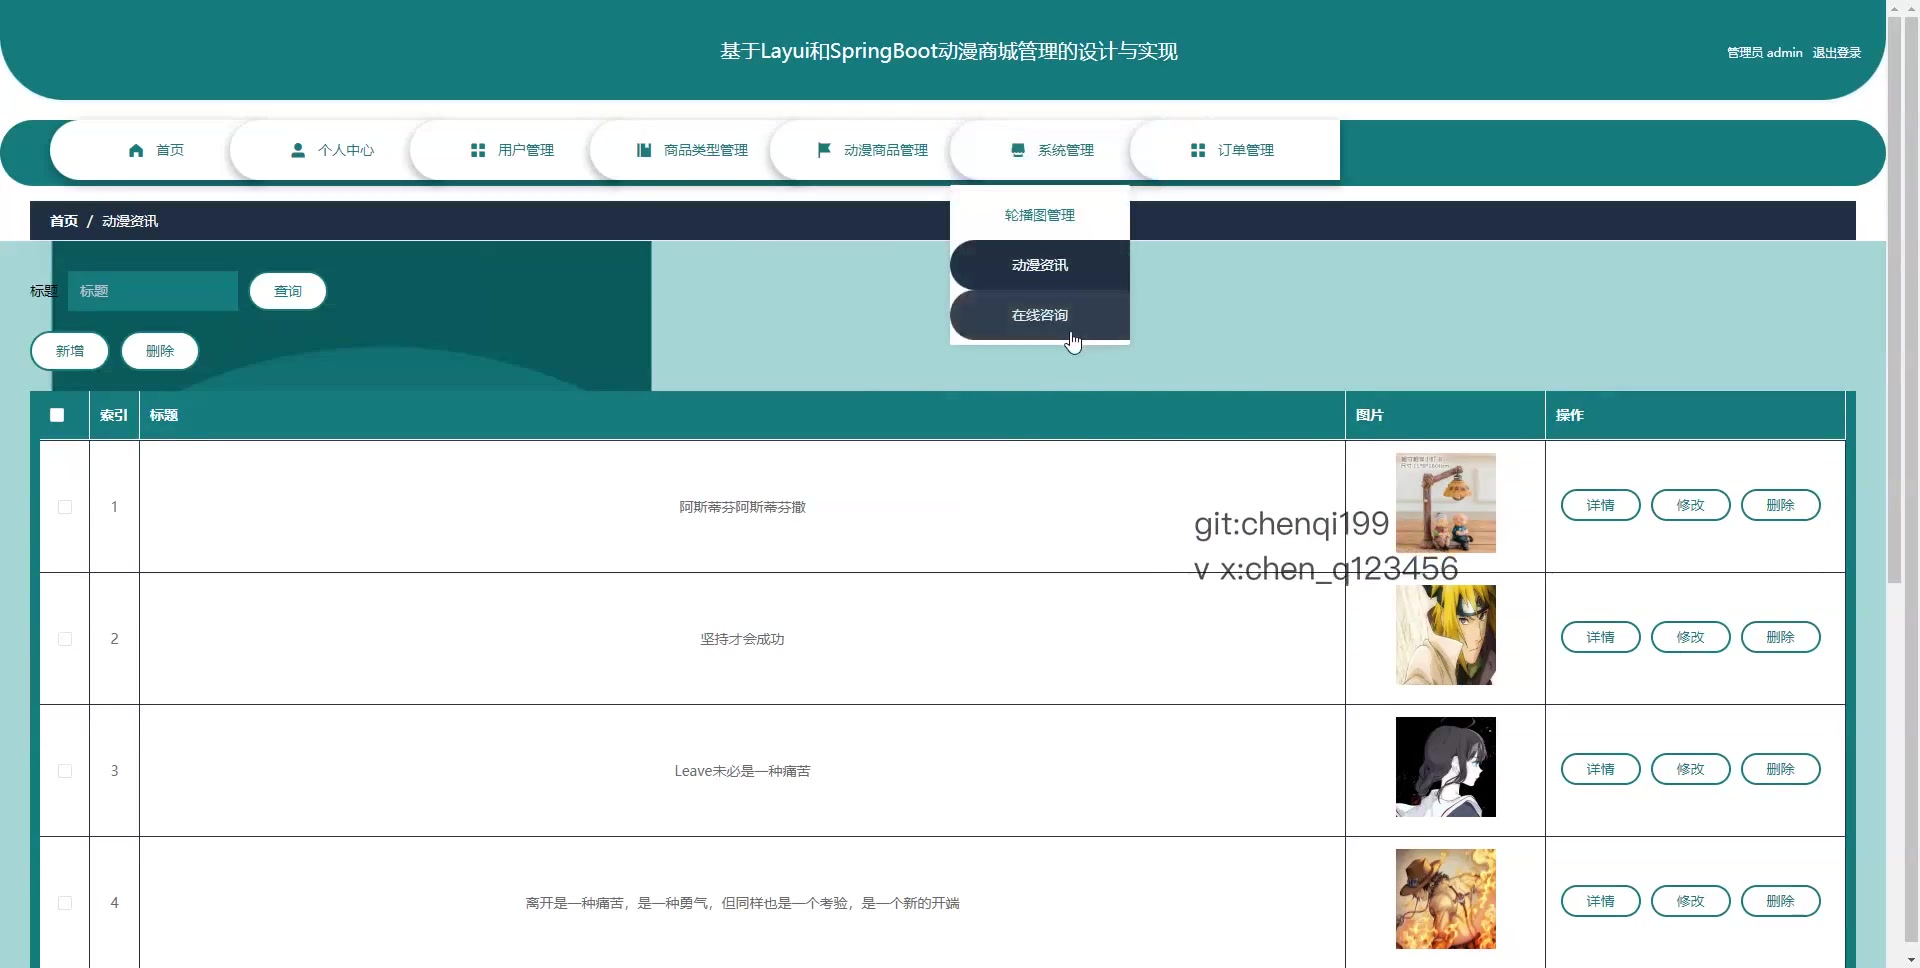 基于Layui和SpringBoot动漫商城管理的设计与实现
管理员 admin 退出登录
首页 个人中心 用户管理 商品类型管理 动漫商品管理 系统管理 订单管理
首页 / 动漫资讯
轮播图管理
动漫资讯
在线咨询
标题 标题 查询
新增 删除
索引 标题 图片 操作
1 阿斯蒂芬阿斯蒂芬撒 详情 修改 删除
git:chenqi199
v x:chen_q123456
2 坚持才会成功 详情 修改 删除
3 Leave未必是一种痛苦 详情 修改 删除
4 离开是一种痛苦，是一种勇气，但同样也是一个考验，是一个新的开端 详情 修改 删除